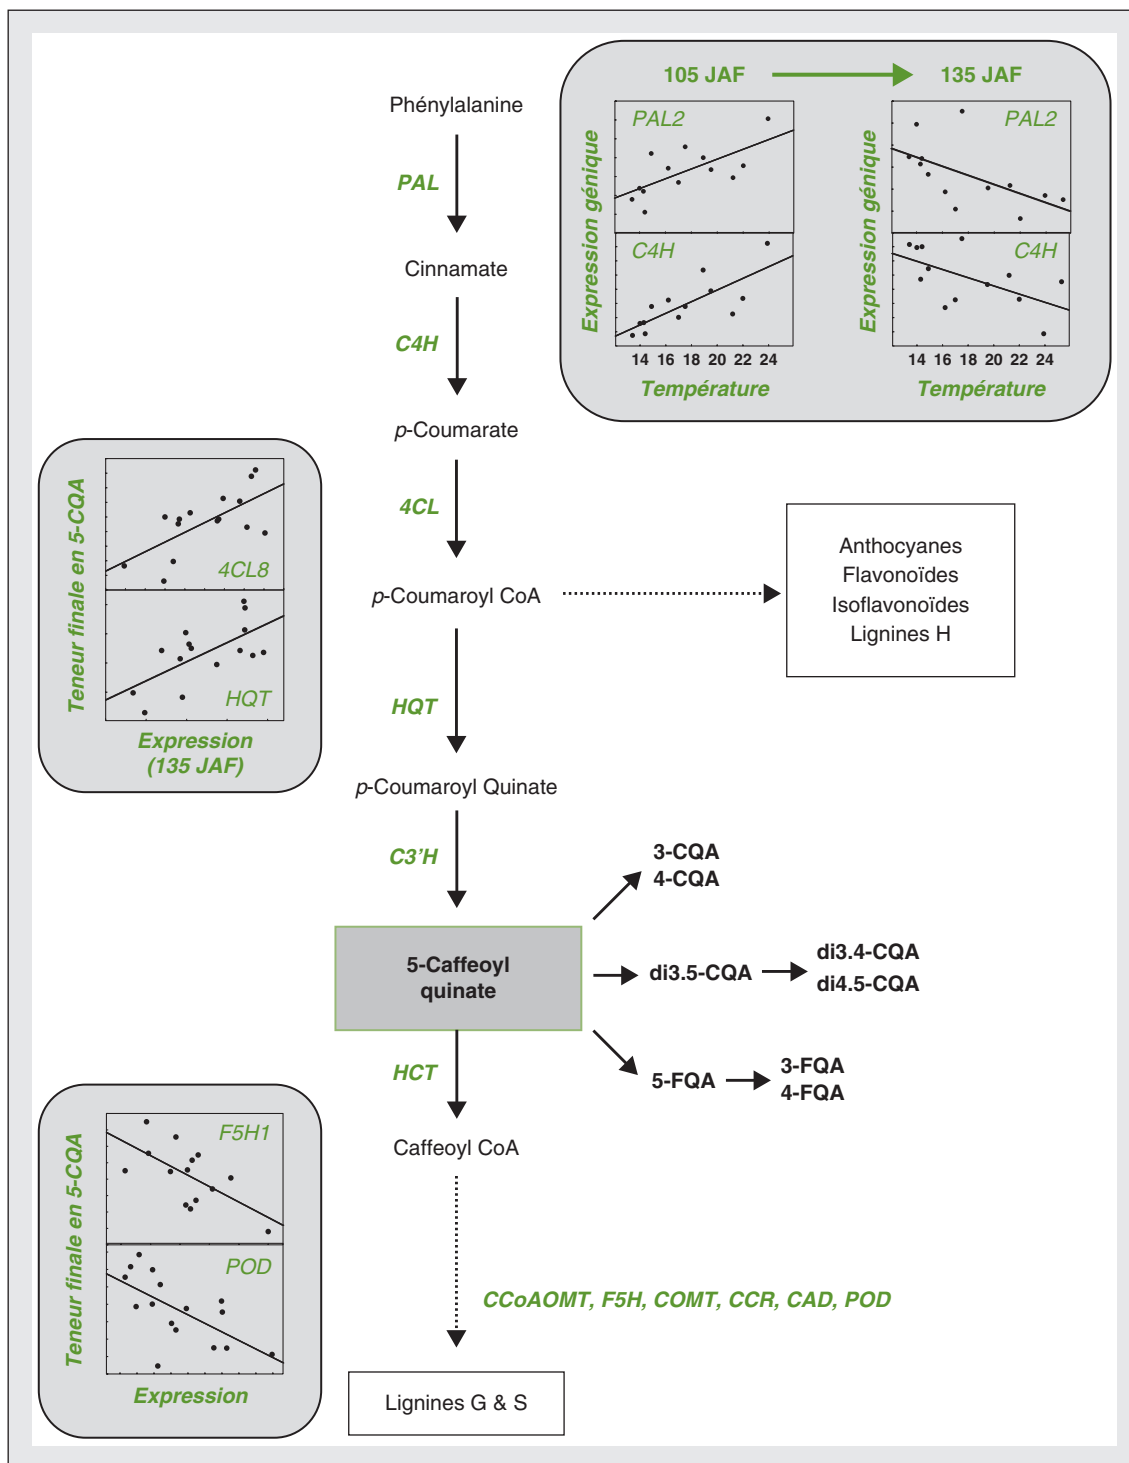 105 JAF
135 JAF
Expression génique
PAL2
C4H
14 16 18 20 22 24
Température
Expression génique
PAL2
C4H
14 16 18 20 22 24
Température
Phénylalanine
PAL
Cinnamate
C4H
p-Coumarate
4CL
p-Coumaroyl CoA
Anthocyanes
Flavonoïdes
Isoflavonoïdes
Lignines H
Teneur finale en 5-CQA
4CL8
HQT
Expression
(135 JAF)
HQT
p-Coumaroyl Quinate
C3’H
5-Caffeoyl
quinate
3-CQA
4-CQA
di3.5-CQA
di3.4-CQA
di4.5-CQA
5-FQA
3-FQA
4-FQA
HCT
Caffeoyl CoA
Teneur finale en 5-CQA
F5H1
POD
Expression
CCoAOMT, F5H, COMT, CCR, CAD, POD
Lignines G & S